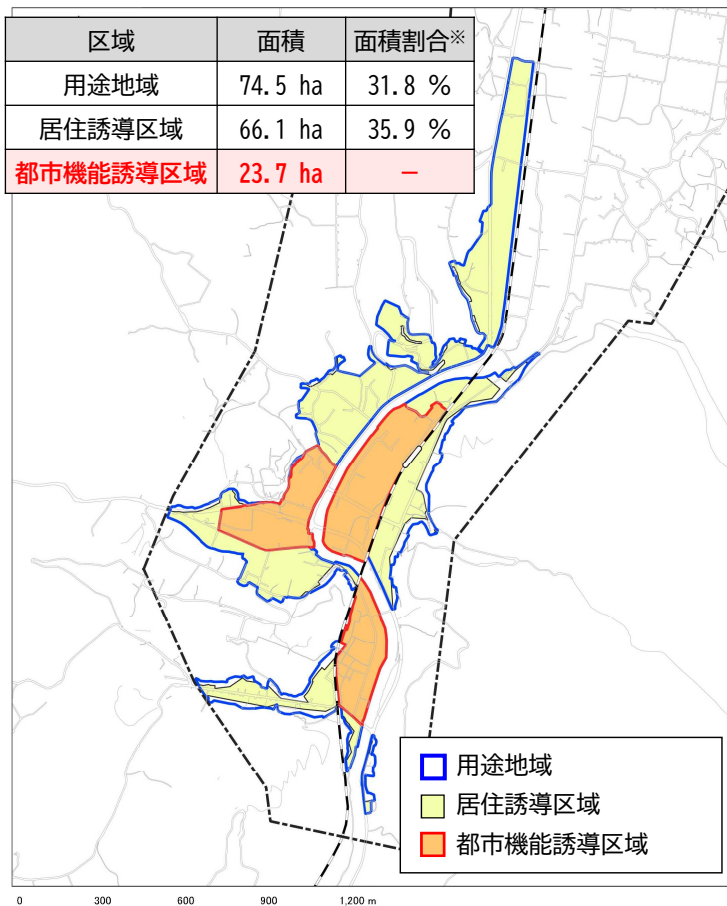 区域 面積 面積割合※
用途地域 74.5 ha 31.8 %
居住誘導区域 66.1 ha 35.9 %
都市機能誘導区域 23.7 ha －
用途地域
居住誘導区域
都市機能誘導区域
0 300 600 900 1,200 m